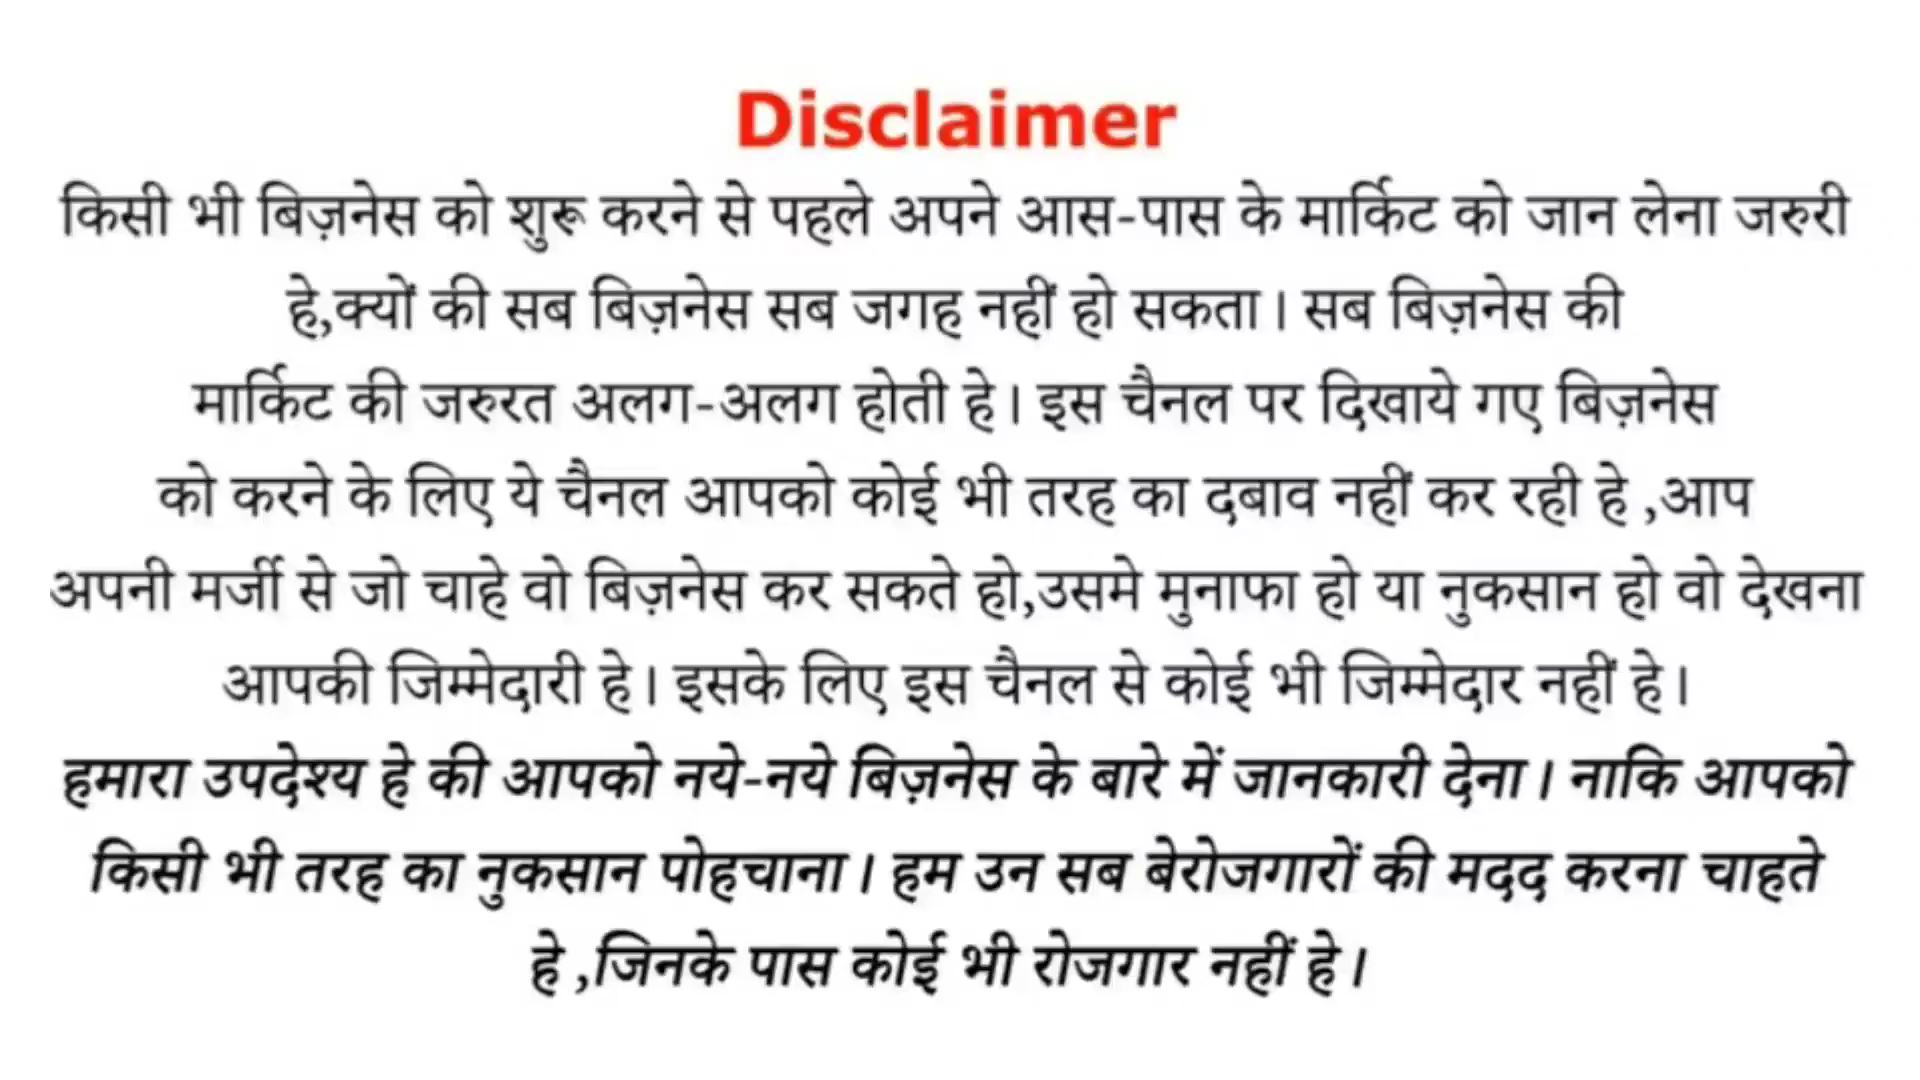 Disclaimer
किसी भी बिज़नेस को शुरू करने से पहले अपने आस-पास के मार्किट को जान लेना जरुरी
हे,क्यों की सब बिज़नेस सब जगह नहीं हो सकता। सब बिज़नेस की
मार्किट की जरुरत अलग-अलग होती हे। इस चैनल पर दिखाये गए बिज़नेस
को करने के लिए ये चैनल आपको कोई भी तरह का दबाव नहीं कर रही हे ,आप
अपनी मर्जी से जो चाहे वो बिज़नेस कर सकते हो,उसमे मुनाफा हो या नुकसान हो वो देखना
आपकी जिम्मेदारी हे। इसके लिए इस चैनल से कोई भी जिम्मेदार नहीं हे।
हमारा उपदेश्य हे की आपको नये-नये बिज़नेस के बारे में जानकारी देना। नाकि आपको
किसी भी तरह का नुकसान पोहचाना। हम उन सब बेरोजगारों की मदद करना चाहते
हे ,जिनके पास कोई भी रोजगार नहीं हे।